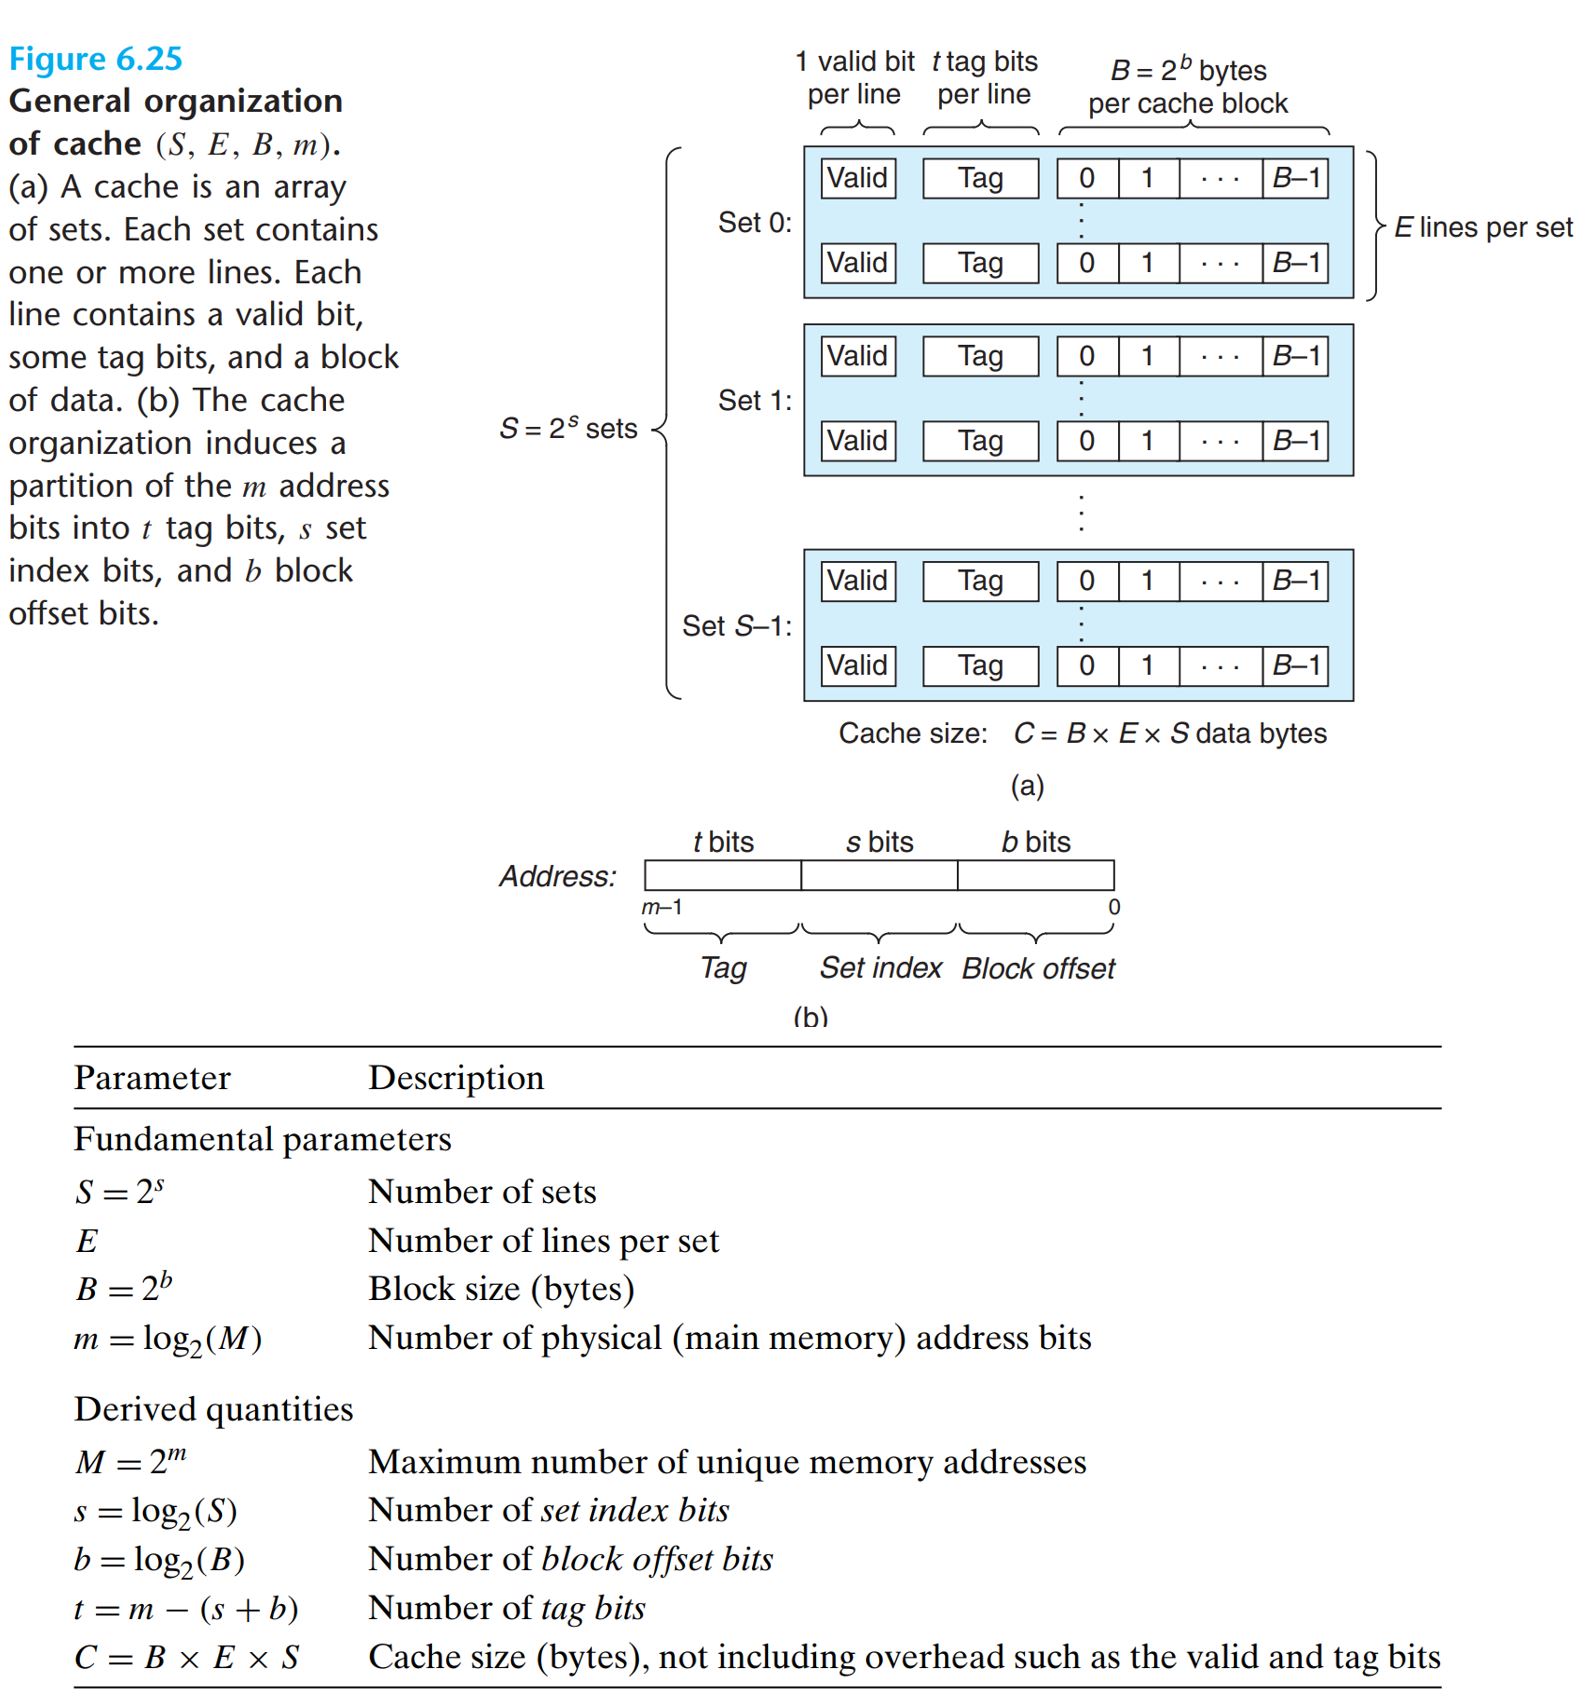 Figure 6.25
General organization
of cache (S, E, B, m).
(a) A cache is an array
of sets. Each set contains
one or more lines. Each
line contains a valid bit,
some tag bits, and a block
of data. (b) The cache
organization induces a
partition of the m address
bits into t tag bits, s set
index bits, and b block
offset bits.
1 valid bit
per line
t tag bits
per line
B = 2^b bytes
per cache block
S = 2^s sets
Set 0:
Valid Tag 0 1 · · · B–1
Valid Tag 0 1 · · · B–1
E lines per set
Set 1:
Valid Tag 0 1 · · · B–1
Valid Tag 0 1 · · · B–1
Set S–1:
Valid Tag 0 1 · · · B–1
Valid Tag 0 1 · · · B–1
Cache size: C = B × E × S data bytes
(a)
t bits s bits b bits
Address:
m–1 0
Tag Set index Block offset
(b)
Parameter Description
Fundamental parameters
S = 2^s Number of sets
E Number of lines per set
B = 2^b Block size (bytes)
m = log₂(M) Number of physical (main memory) address bits
Derived quantities
M = 2^m Maximum number of unique memory addresses
s = log₂(S) Number of set index bits
b = log₂(B) Number of block offset bits
t = m − (s + b) Number of tag bits
C = B × E × S Cache size (bytes), not including overhead such as the valid and tag bits